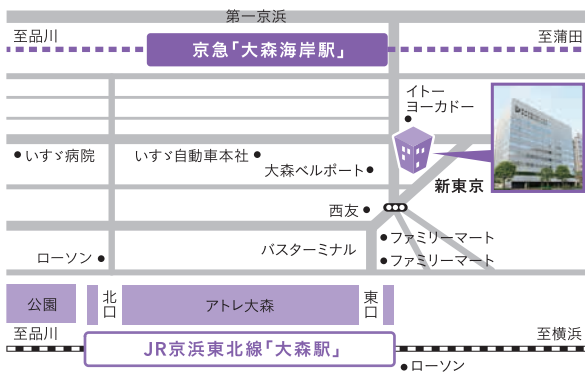 第一京浜
至品川
京急「大森海岸駅」
至蒲田
イトー
ヨーカドー
いすゞ病院
いすゞ自動車本社
大森ベルポート
新東京
西友
バスターミナル
ファミリーマート
ファミリーマート
ローソン
公園
北口
アトレ大森
東口
至品川
JR京浜東北線「大森駅」
至横浜
ローソン